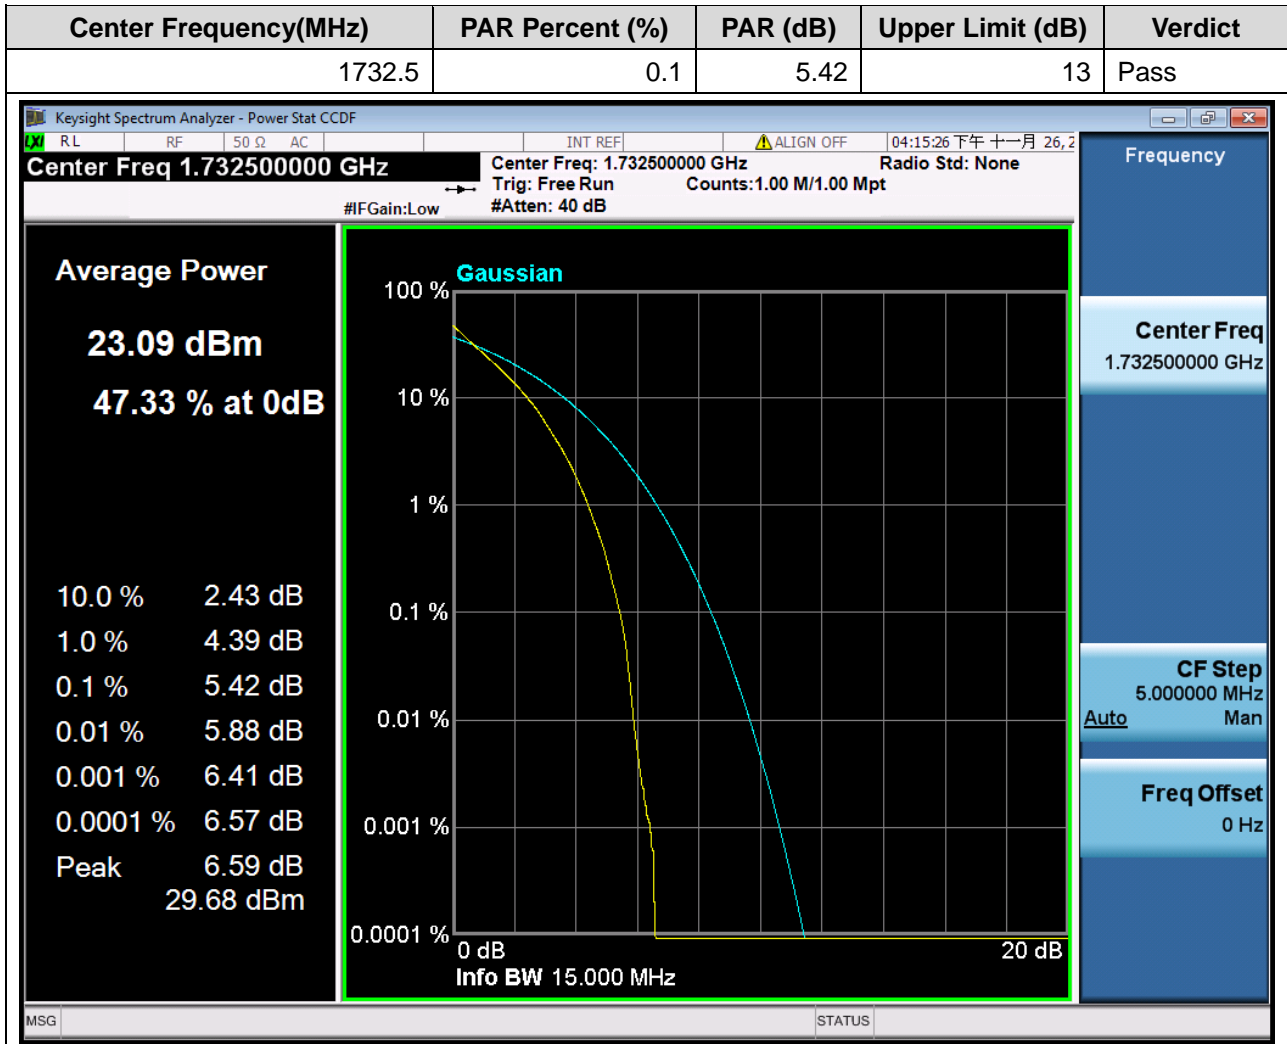 Center Frequency(MHz) PAR Percent (%) PAR (dB) Upper Limit (dB) Verdict
1732.5 0.1 5.42 13 Pass
Keysight Spectrum Analyzer - Power Stat CCDF
LXI RL RF 50 Ω AC INT REF ALIGN OFF 04:15:26 下午 十一月 26, 2
Center Freq 1.732500000 GHz
Center Freq: 1.732500000 GHz Radio Std: None
Trig: Free Run Counts:1.00 M/1.00 Mpt
#IFGain:Low #Atten: 40 dB
Average Power
23.09 dBm
47.33 % at 0dB
10.0 % 2.43 dB
1.0 % 4.39 dB
0.1 % 5.42 dB
0.01 % 5.88 dB
0.001 % 6.41 dB
0.0001 % 6.57 dB
Peak 6.59 dB
29.68 dBm
Gaussian
100 %
10 %
1 %
0.1 %
0.01 %
0.001 %
0.0001 %
0 dB 20 dB
Info BW 15.000 MHz
Frequency
Center Freq
1.732500000 GHz
CF Step
5.000000 MHz
Auto Man
Freq Offset
0 Hz
MSG STATUS